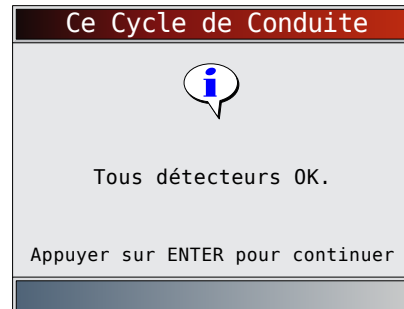 Ce Cycle de Conduite
Tous détecteurs OK.
Appuyer sur ENTER pour continuer